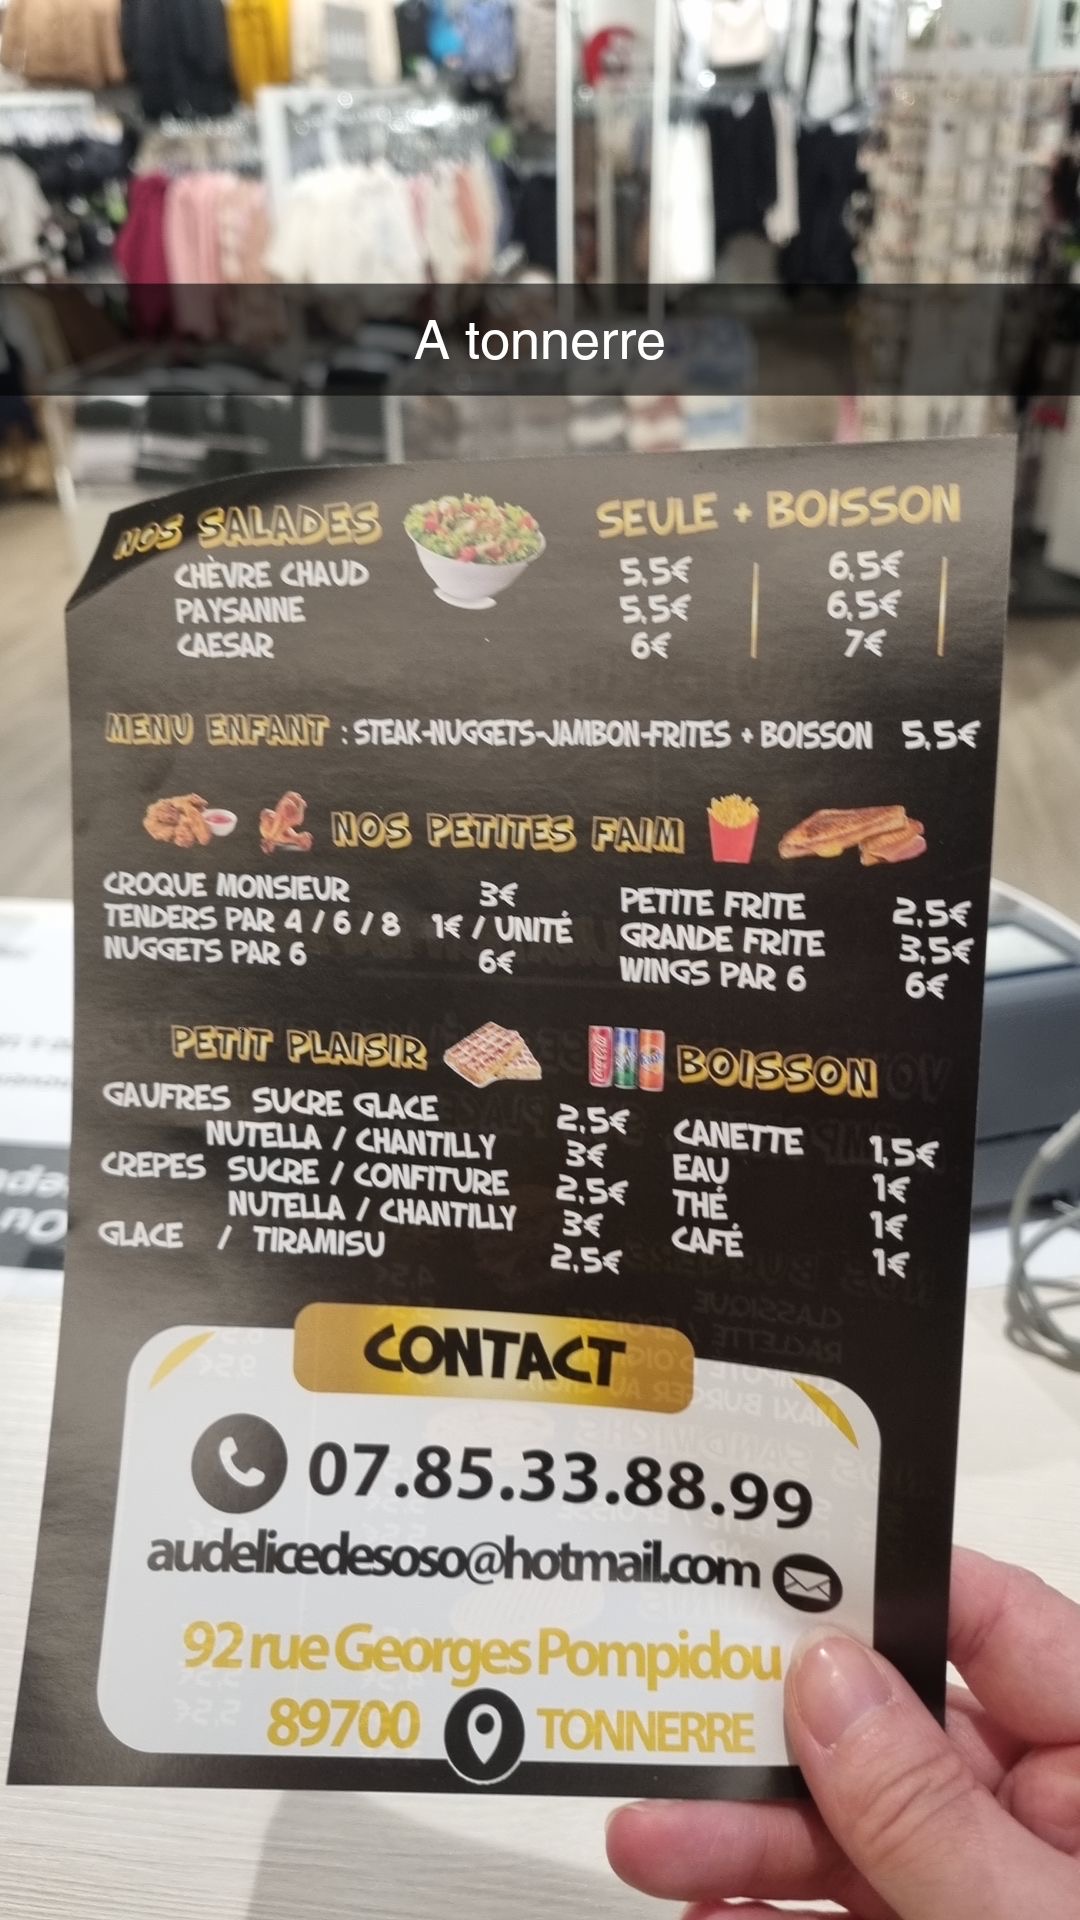 A tonnerre
NOS SALADES SEULE + BOISSON
CHÈVRE CHAUD 5,5€ 6,5€
PAYSANNE 5,5€ 6,5€
CAESAR 6€ 7€
MENU ENFANT : STEAK-NUGGETS-JAMBON-FRITES + BOISSON 5,5€
NOS PETITES FAIM
CROQUE MONSIEUR 3€
TENDERS PAR 4 / 6 / 8 1€ / UNITÉ
NUGGETS PAR 6 6€
PETITE FRITE 2,5€
GRANDE FRITE 3,5€
WINGS PAR 6 6€
PETIT PLAISIR
GAUFRES SUCRE GLACE 2,5€
NUTELLA / CHANTILLY 3€
CREPES SUCRE / CONFITURE 2,5€
NUTELLA / CHANTILLY 3€
GLACE / TIRAMISU 2,5€
BOISSON
CANETTE 1,5€
EAU 1€
THÉ 1€
CAFÉ 1€
CONTACT
07.85.33.88.99
audelicedesoso@hotmail.com
92 rue Georges Pompidou
89700 TONNERRE